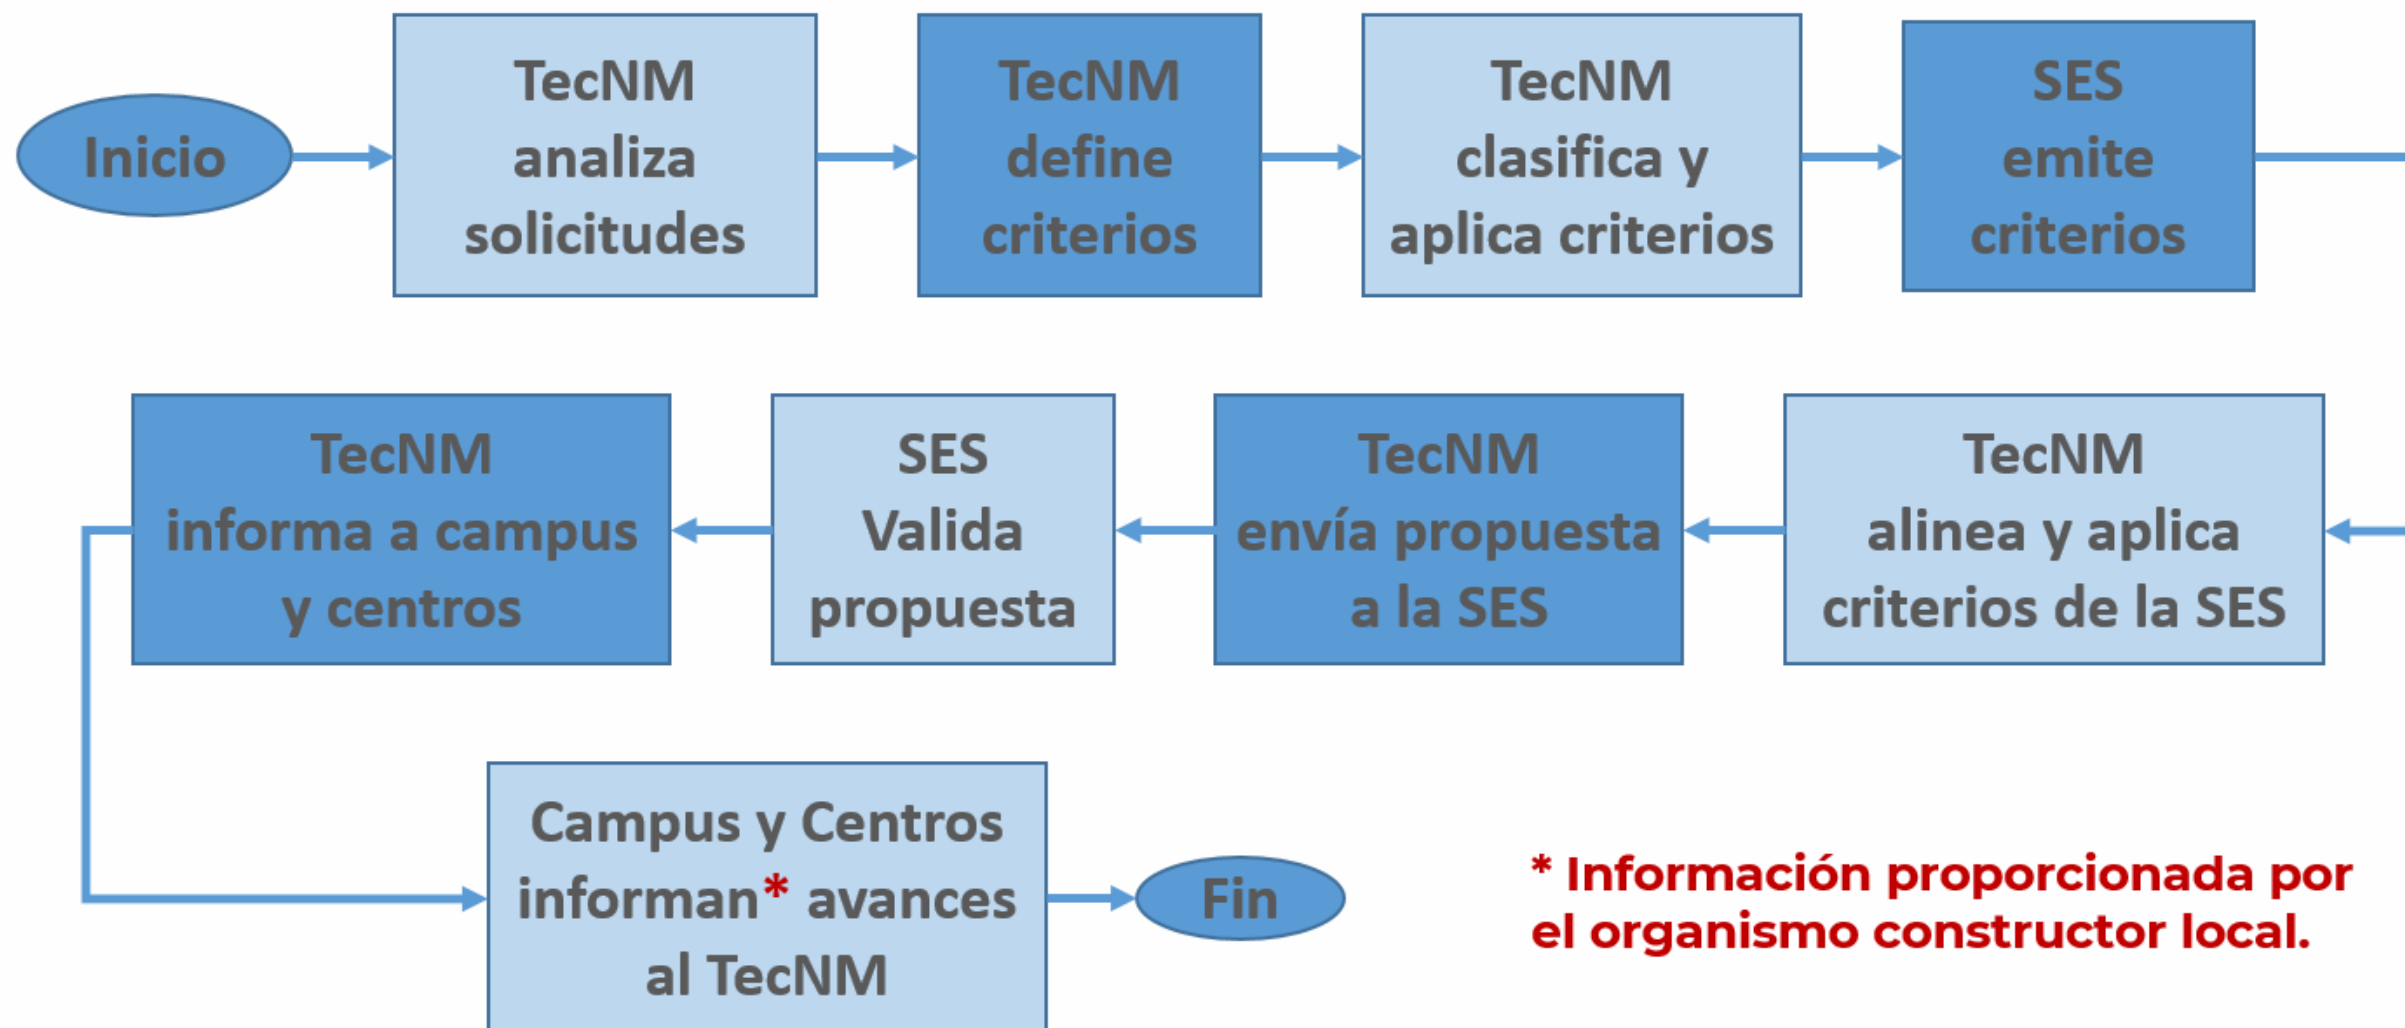 Inicio
TecNM
analiza
solicitudes
TecNM
define
criterios
TecNM
clasifica y
aplica criterios
SES
emite
criterios
TecNM
alinea y aplica
criterios de la SES
TecNM
envía propuesta
a la SES
SES
Valida
propuesta
TecNM
informa a campus
y centros
Campus y Centros
informan* avances
al TecNM
Fin
* Información proporcionada por
el organismo constructor local.